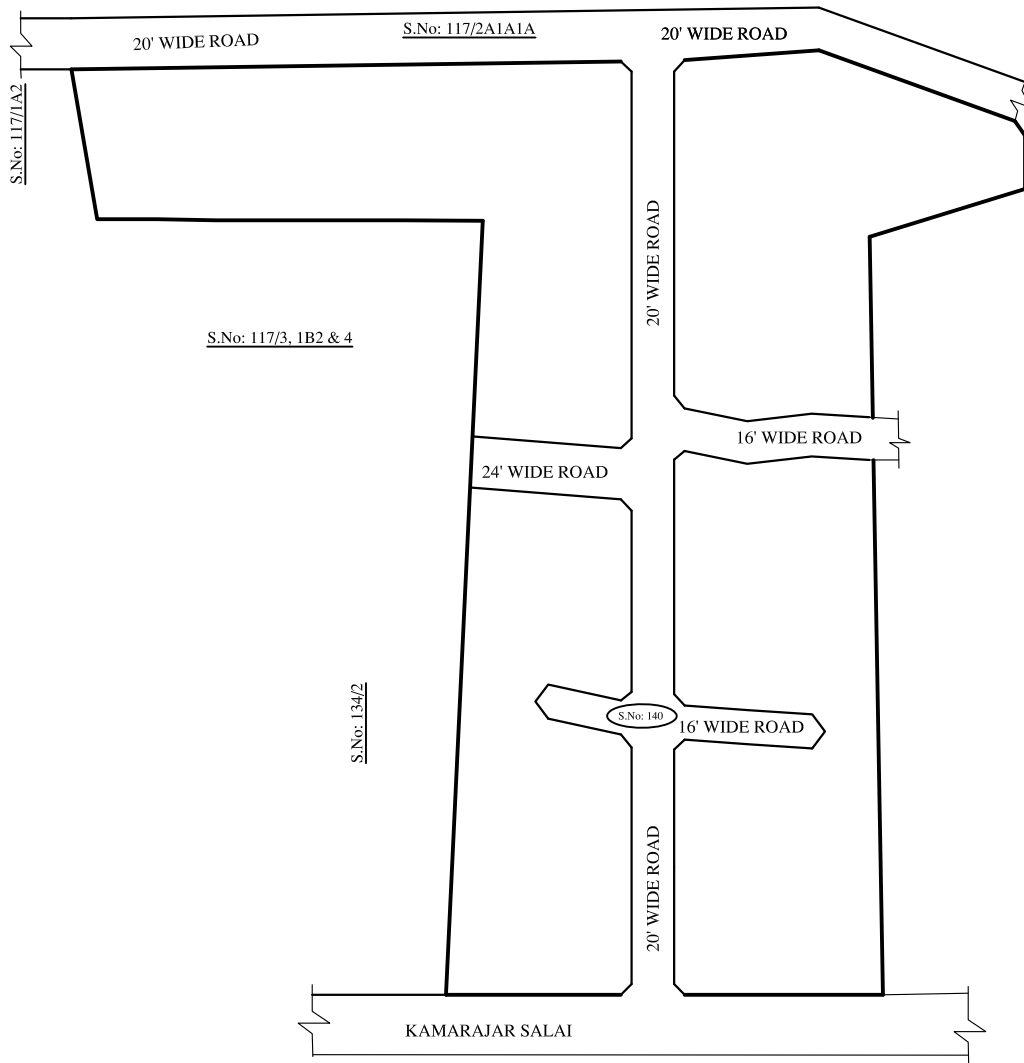 S.No: 117/2A1A1A
20' WIDE ROAD
20' WIDE ROAD
S.No: 117/1A2
20' WIDE ROAD
S.No: 117/3, 1B2 & 4
16' WIDE ROAD
24' WIDE ROAD
S.No: 134/2
S.No: 140
16' WIDE ROAD
20' WIDE ROAD
KAMARAJAR SALAI